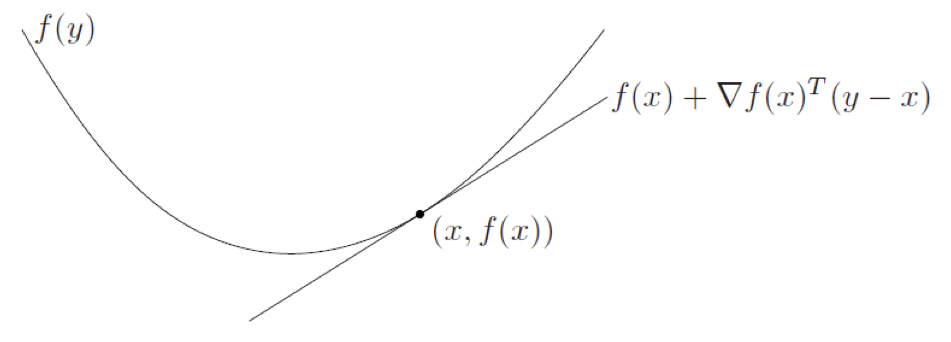 f(y)
f(x) + ∇f(x)^T(y − x)
(x, f(x))